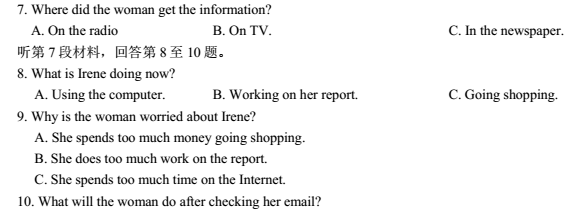 7. Where did the woman get the information?
A. On the radio B. On TV. C. In the newspaper.
听第 7 段材料，回答第 8 至 10 题。
8. What is Irene doing now?
A. Using the computer. B. Working on her report. C. Going shopping.
9. Why is the woman worried about Irene?
A. She spends too much money going shopping.
B. She does too much work on the report.
C. She spends too much time on the Internet.
10. What will the woman do after checking her email?